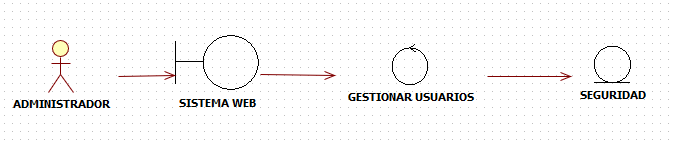 ADMINISTRADOR
SISTEMA WEB
GESTIONAR USUARIOS
SEGURIDAD